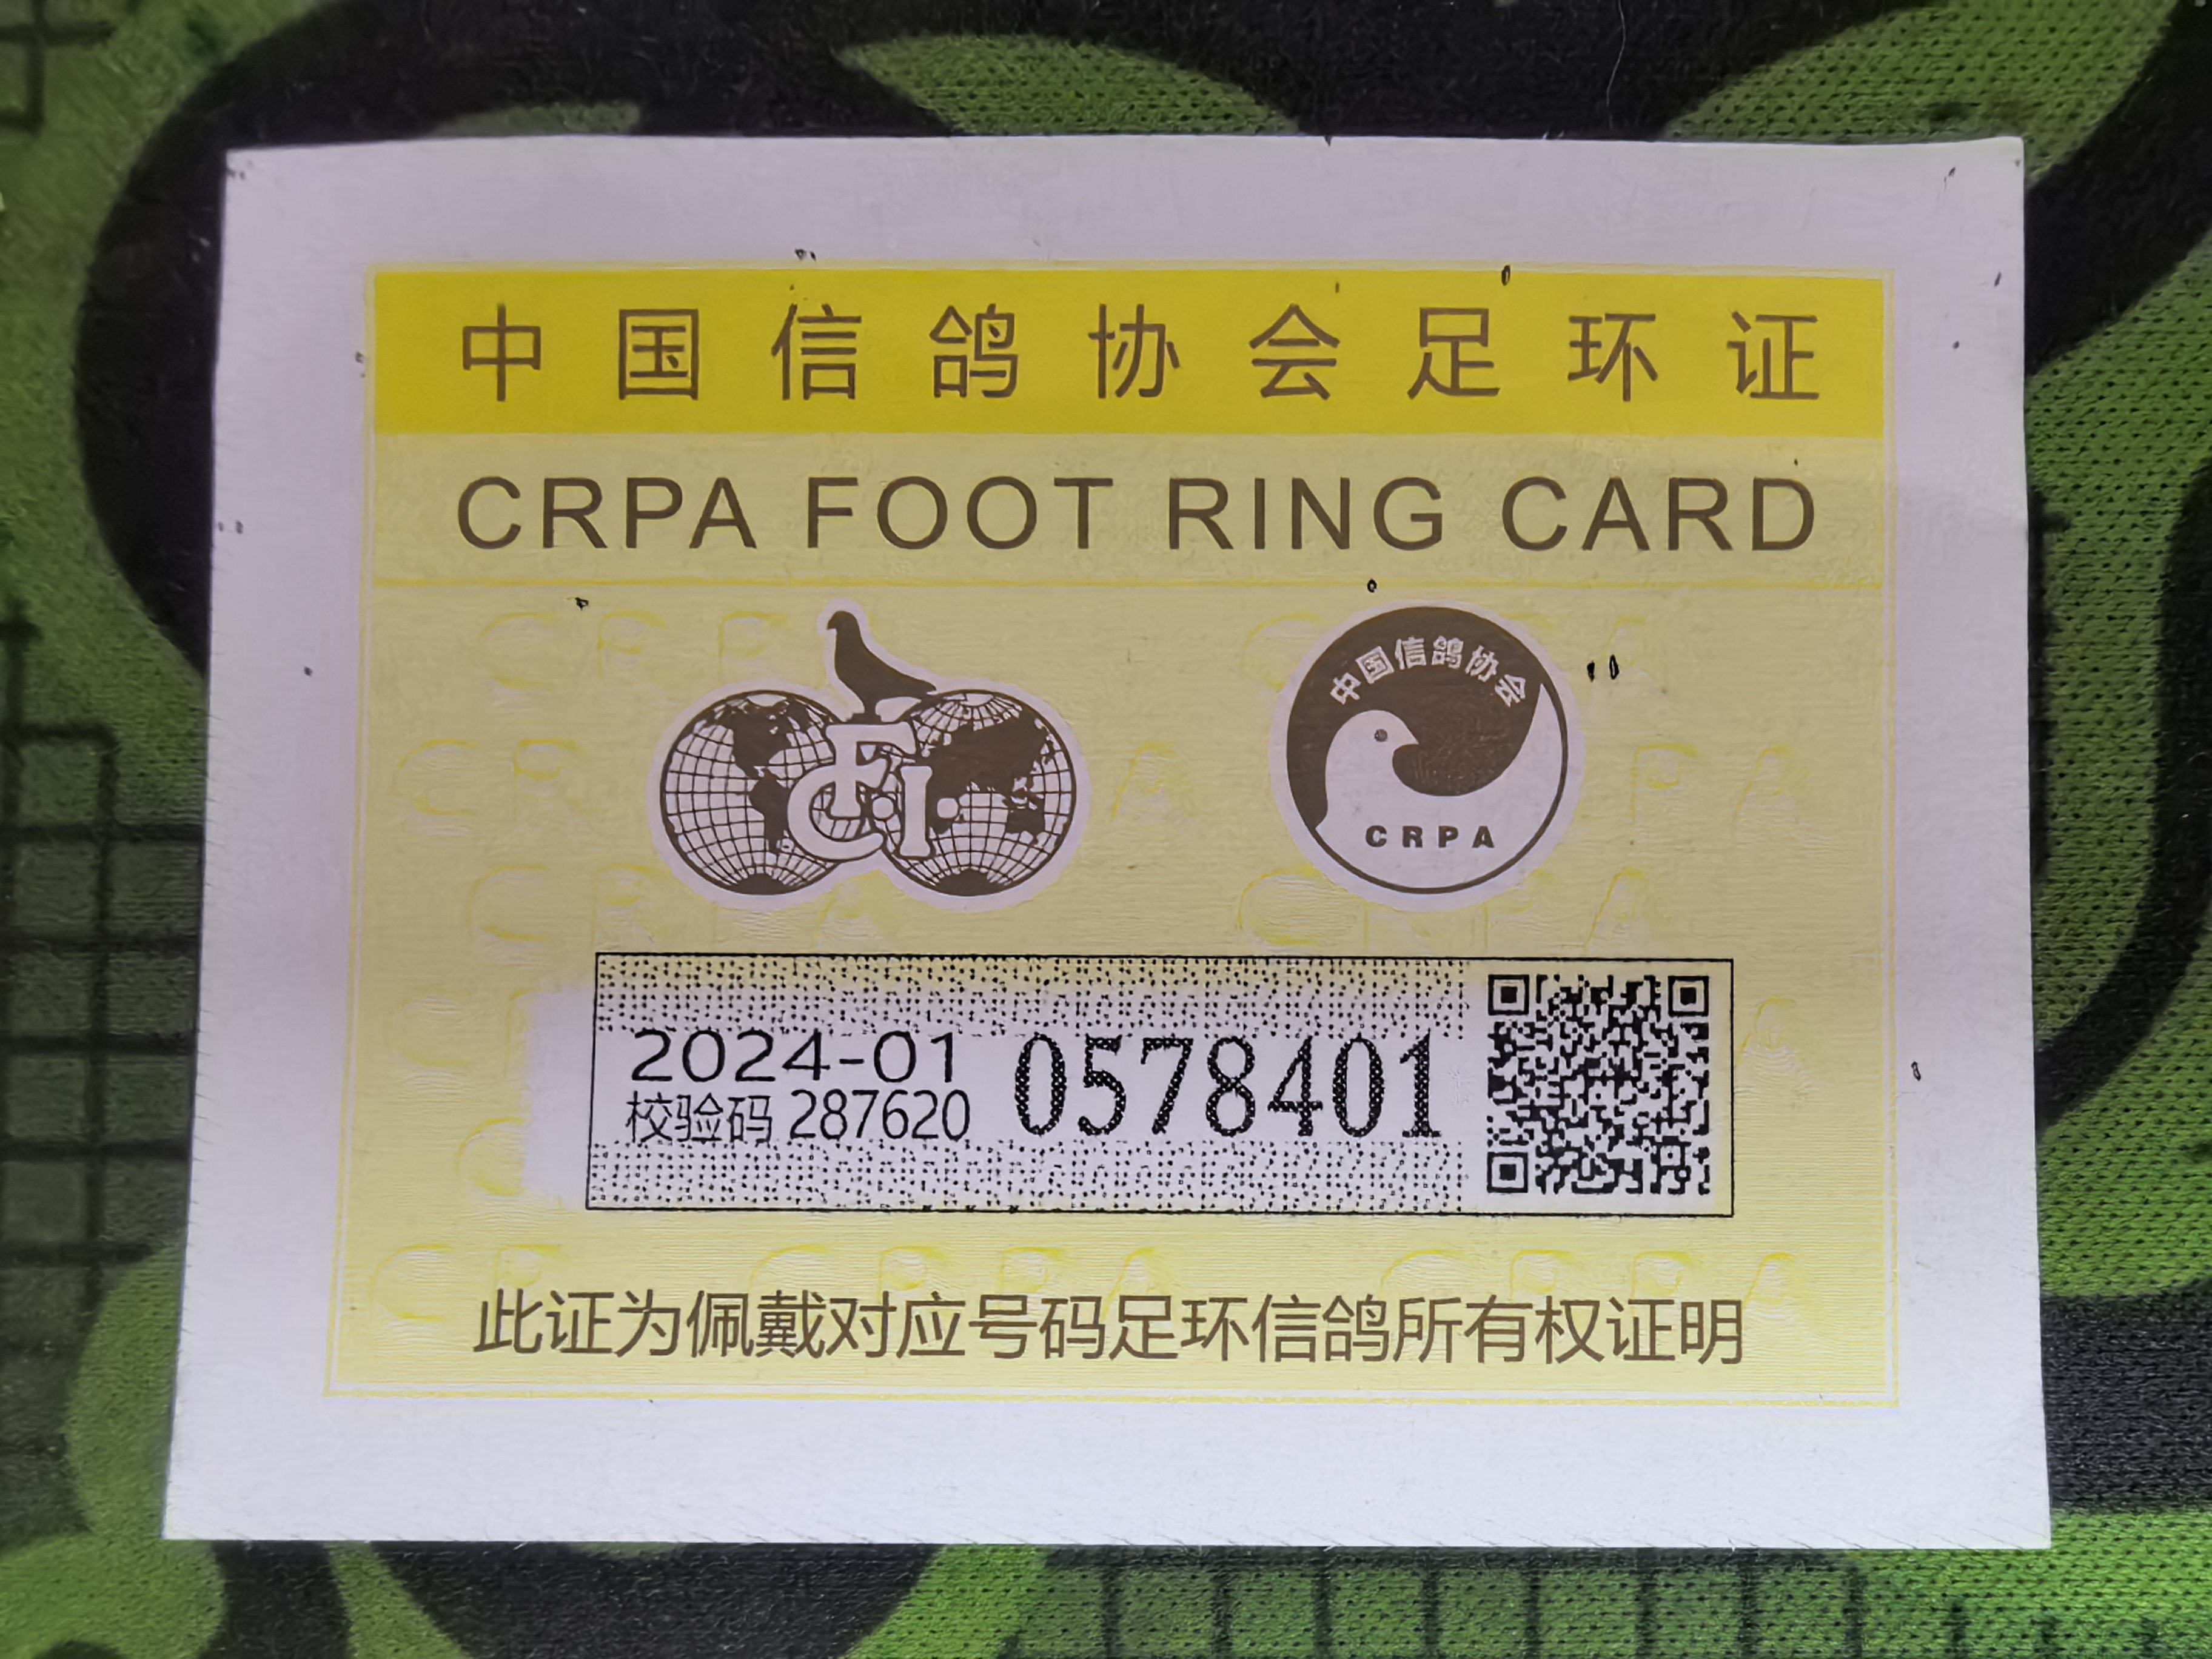 中国信鸽协会足环证
CRPA FOOT RING CARD
FCI
中国信鸽协会
CRPA
2024-01
校验码 287620
0578401
此证为佩戴对应号码足环信鸽所有权证明